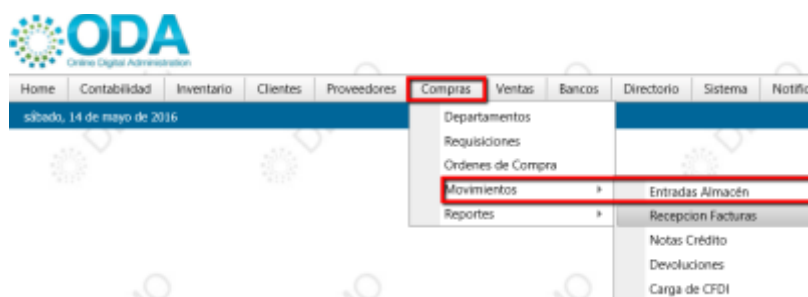 ODA
Online Digital Administration
Home Contabilidad Inventario Clientes Proveedores Compras Ventas Bancos Directorio Sistema
sábado, 14 de mayo de 2016
Departamentos
Requisiciones
Ordenes de Compra
Movimientos
Entradas Almacén
Reportes
Recepcion Facturas
Notas Crédito
Devoluciones
Carga de CFDI